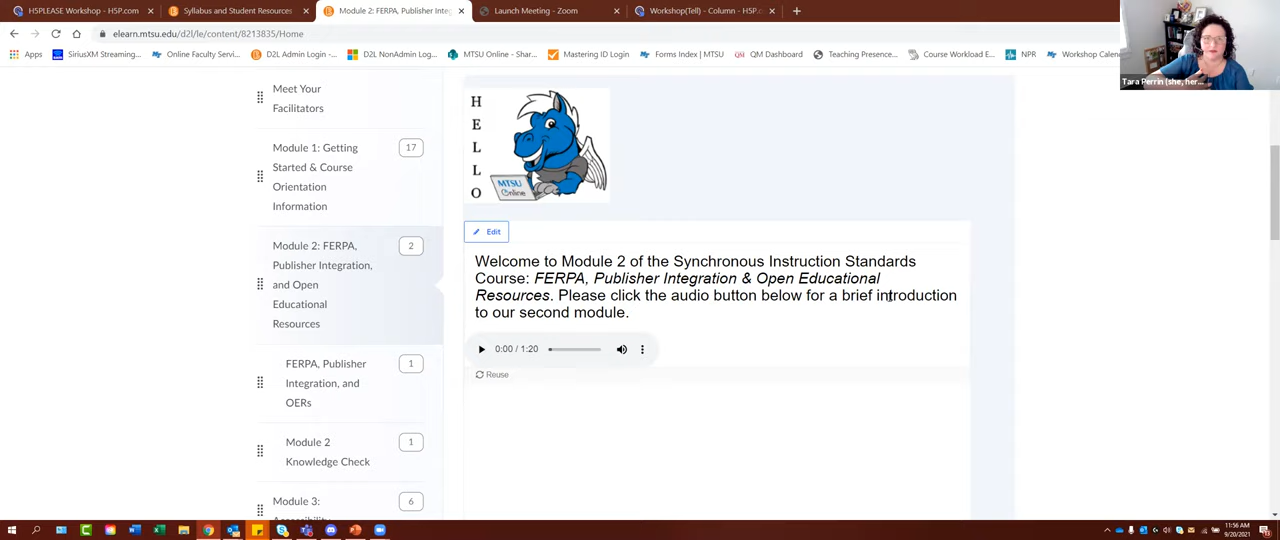 H5PLEASE Workshop - H5P.com
Syllabus and Student Resources
Module 2: FERPA, Publisher Integ
Launch Meeting - Zoom
Workshop(Tell) - Column - H5P.c
elearn.mtsu.edu/d2l/le/content/8213835/Home
Apps
SiriusXM Streaming...
Online Faculty Servi...
D2L Admin Login -...
D2L NonAdmin Log...
MTSU Online - Shar...
Mastering ID Login
Forms Index | MTSU
QM Dashboard
Teaching Presence...
Course Workload E...
NPR
Workshop Calen
Tara Perrin (she, her...
Meet Your
Facilitators
Module 1: Getting
Started & Course
Orientation
Information
17
Module 2: FERPA,
Publisher Integration,
and Open
Educational
Resources
2
FERPA, Publisher
Integration, and
OERs
1
Module 2
Knowledge Check
1
Module 3:
6
HELLO
MTSU
Online
Edit
Welcome to Module 2 of the Synchronous Instruction Standards
Course: FERPA, Publisher Integration & Open Educational
Resources. Please click the audio button below for a brief introduction
to our second module.
0:00 / 1:20
Reuse
11:56 AM
9/20/2021